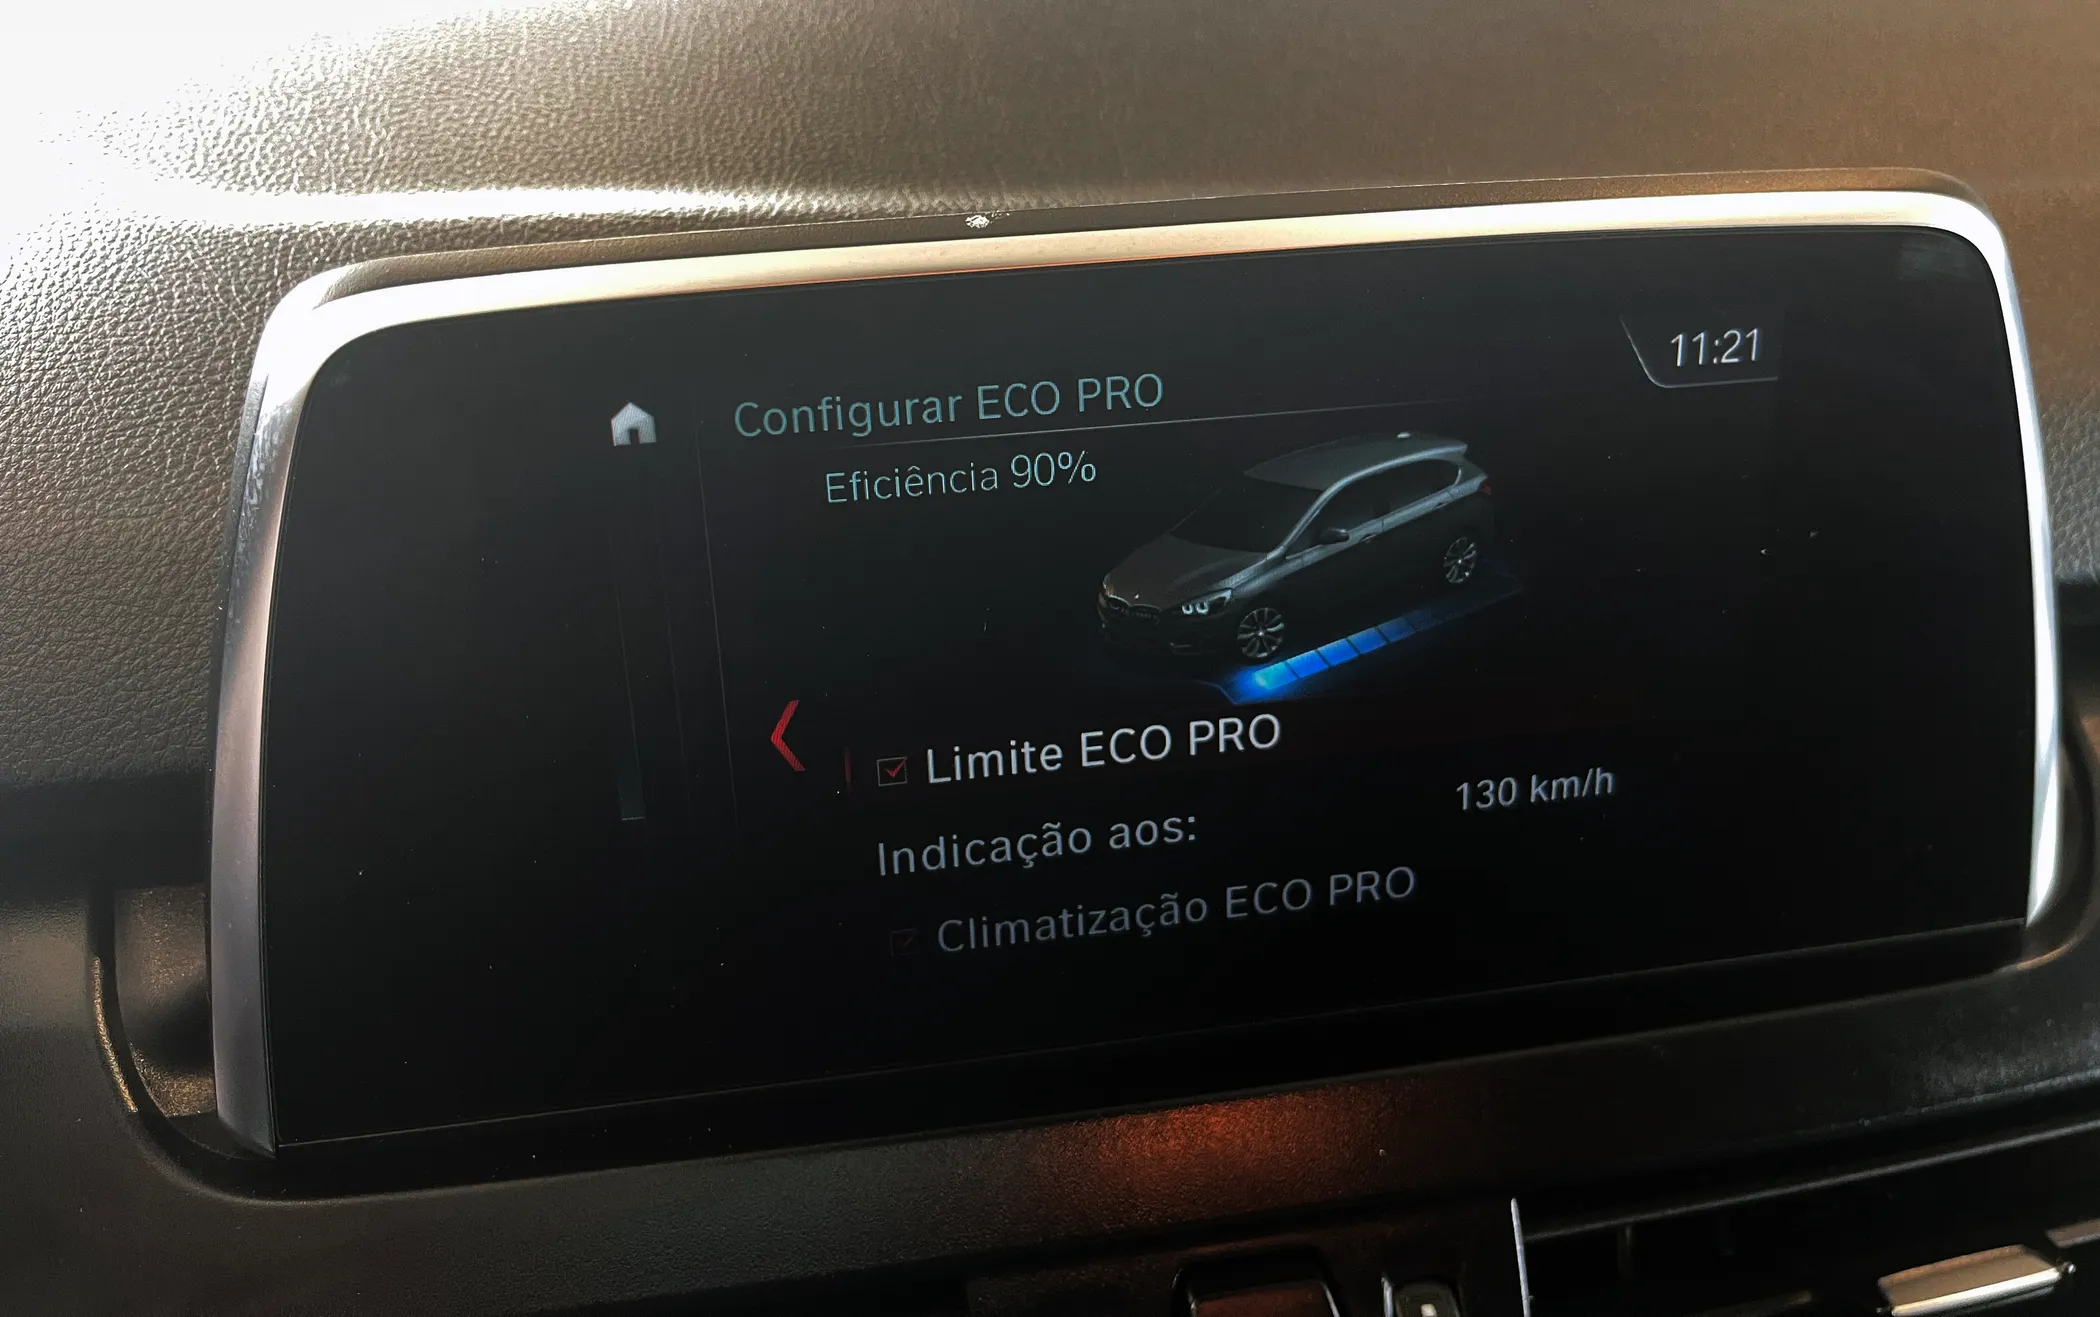 11:21
Configurar ECO PRO
Eficiência 90%
Limite ECO PRO
Indicação aos: 130 km/h
Climatização ECO PRO